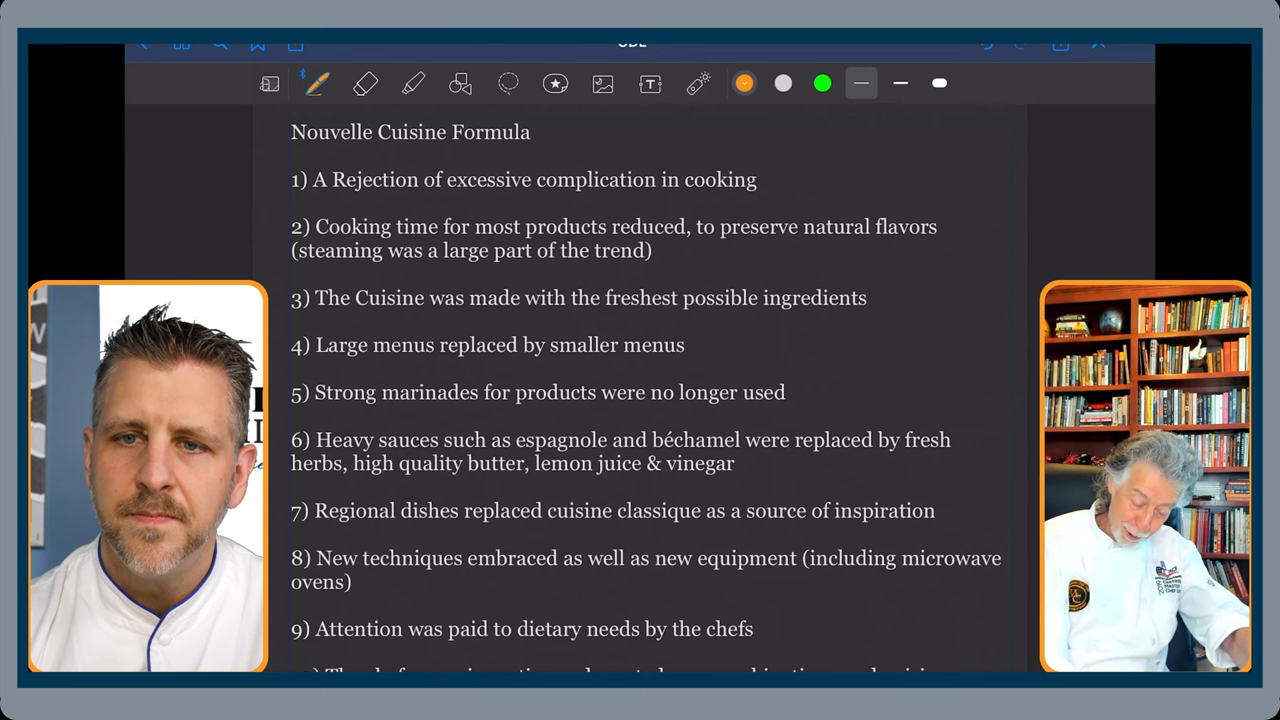 Nouvelle Cuisine Formula
1) A Rejection of excessive complication in cooking
2) Cooking time for most products reduced, to preserve natural flavors
(steaming was a large part of the trend)
3) The Cuisine was made with the freshest possible ingredients
4) Large menus replaced by smaller menus
5) Strong marinades for products were no longer used
6) Heavy sauces such as espagnole and béchamel were replaced by fresh
herbs, high quality butter, lemon juice & vinegar
7) Regional dishes replaced cuisine classique as a source of inspiration
8) New techniques embraced as well as new equipment (including microwave
ovens)
9) Attention was paid to dietary needs by the chefs